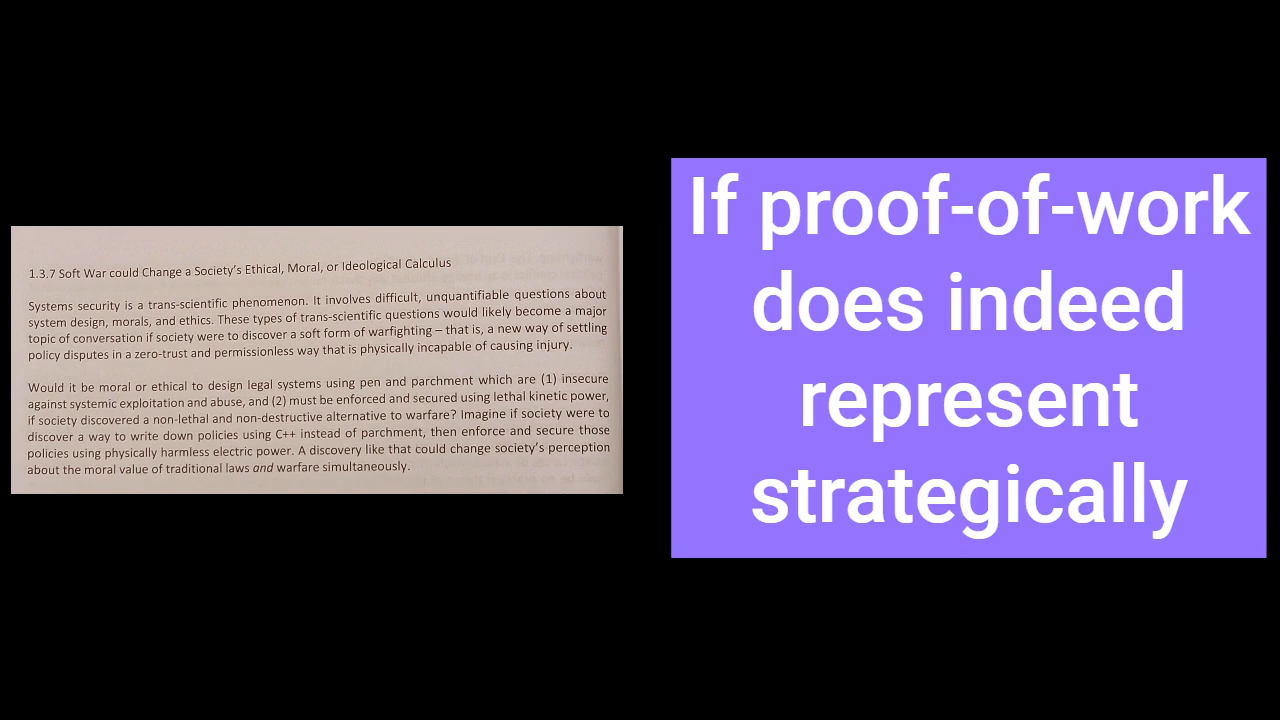 1.3.7 Soft War could Change a Society's Ethical, Moral, or Ideological Calculus
Systems security is a trans-scientific phenomenon. It involves difficult, unquantifiable questions about
system design, morals, and ethics. These types of trans-scientific questions would likely become a major
topic of conversation if society were to discover a soft form of warfighting – that is, a new way of settling
policy disputes in a zero-trust and permissionless way that is physically incapable of causing injury.
Would it be moral or ethical to design legal systems using pen and parchment which are (1) insecure
against systemic exploitation and abuse, and (2) must be enforced and secured using lethal kinetic power,
if society discovered a non-lethal and non-destructive alternative to warfare? Imagine if society were to
discover a way to write down policies using C++ instead of parchment, then enforce and secure those
policies using physically harmless electric power. A discovery like that could change society's perception
about the moral value of traditional laws and warfare simultaneously.
If proof-of-work
does indeed
represent
strategically